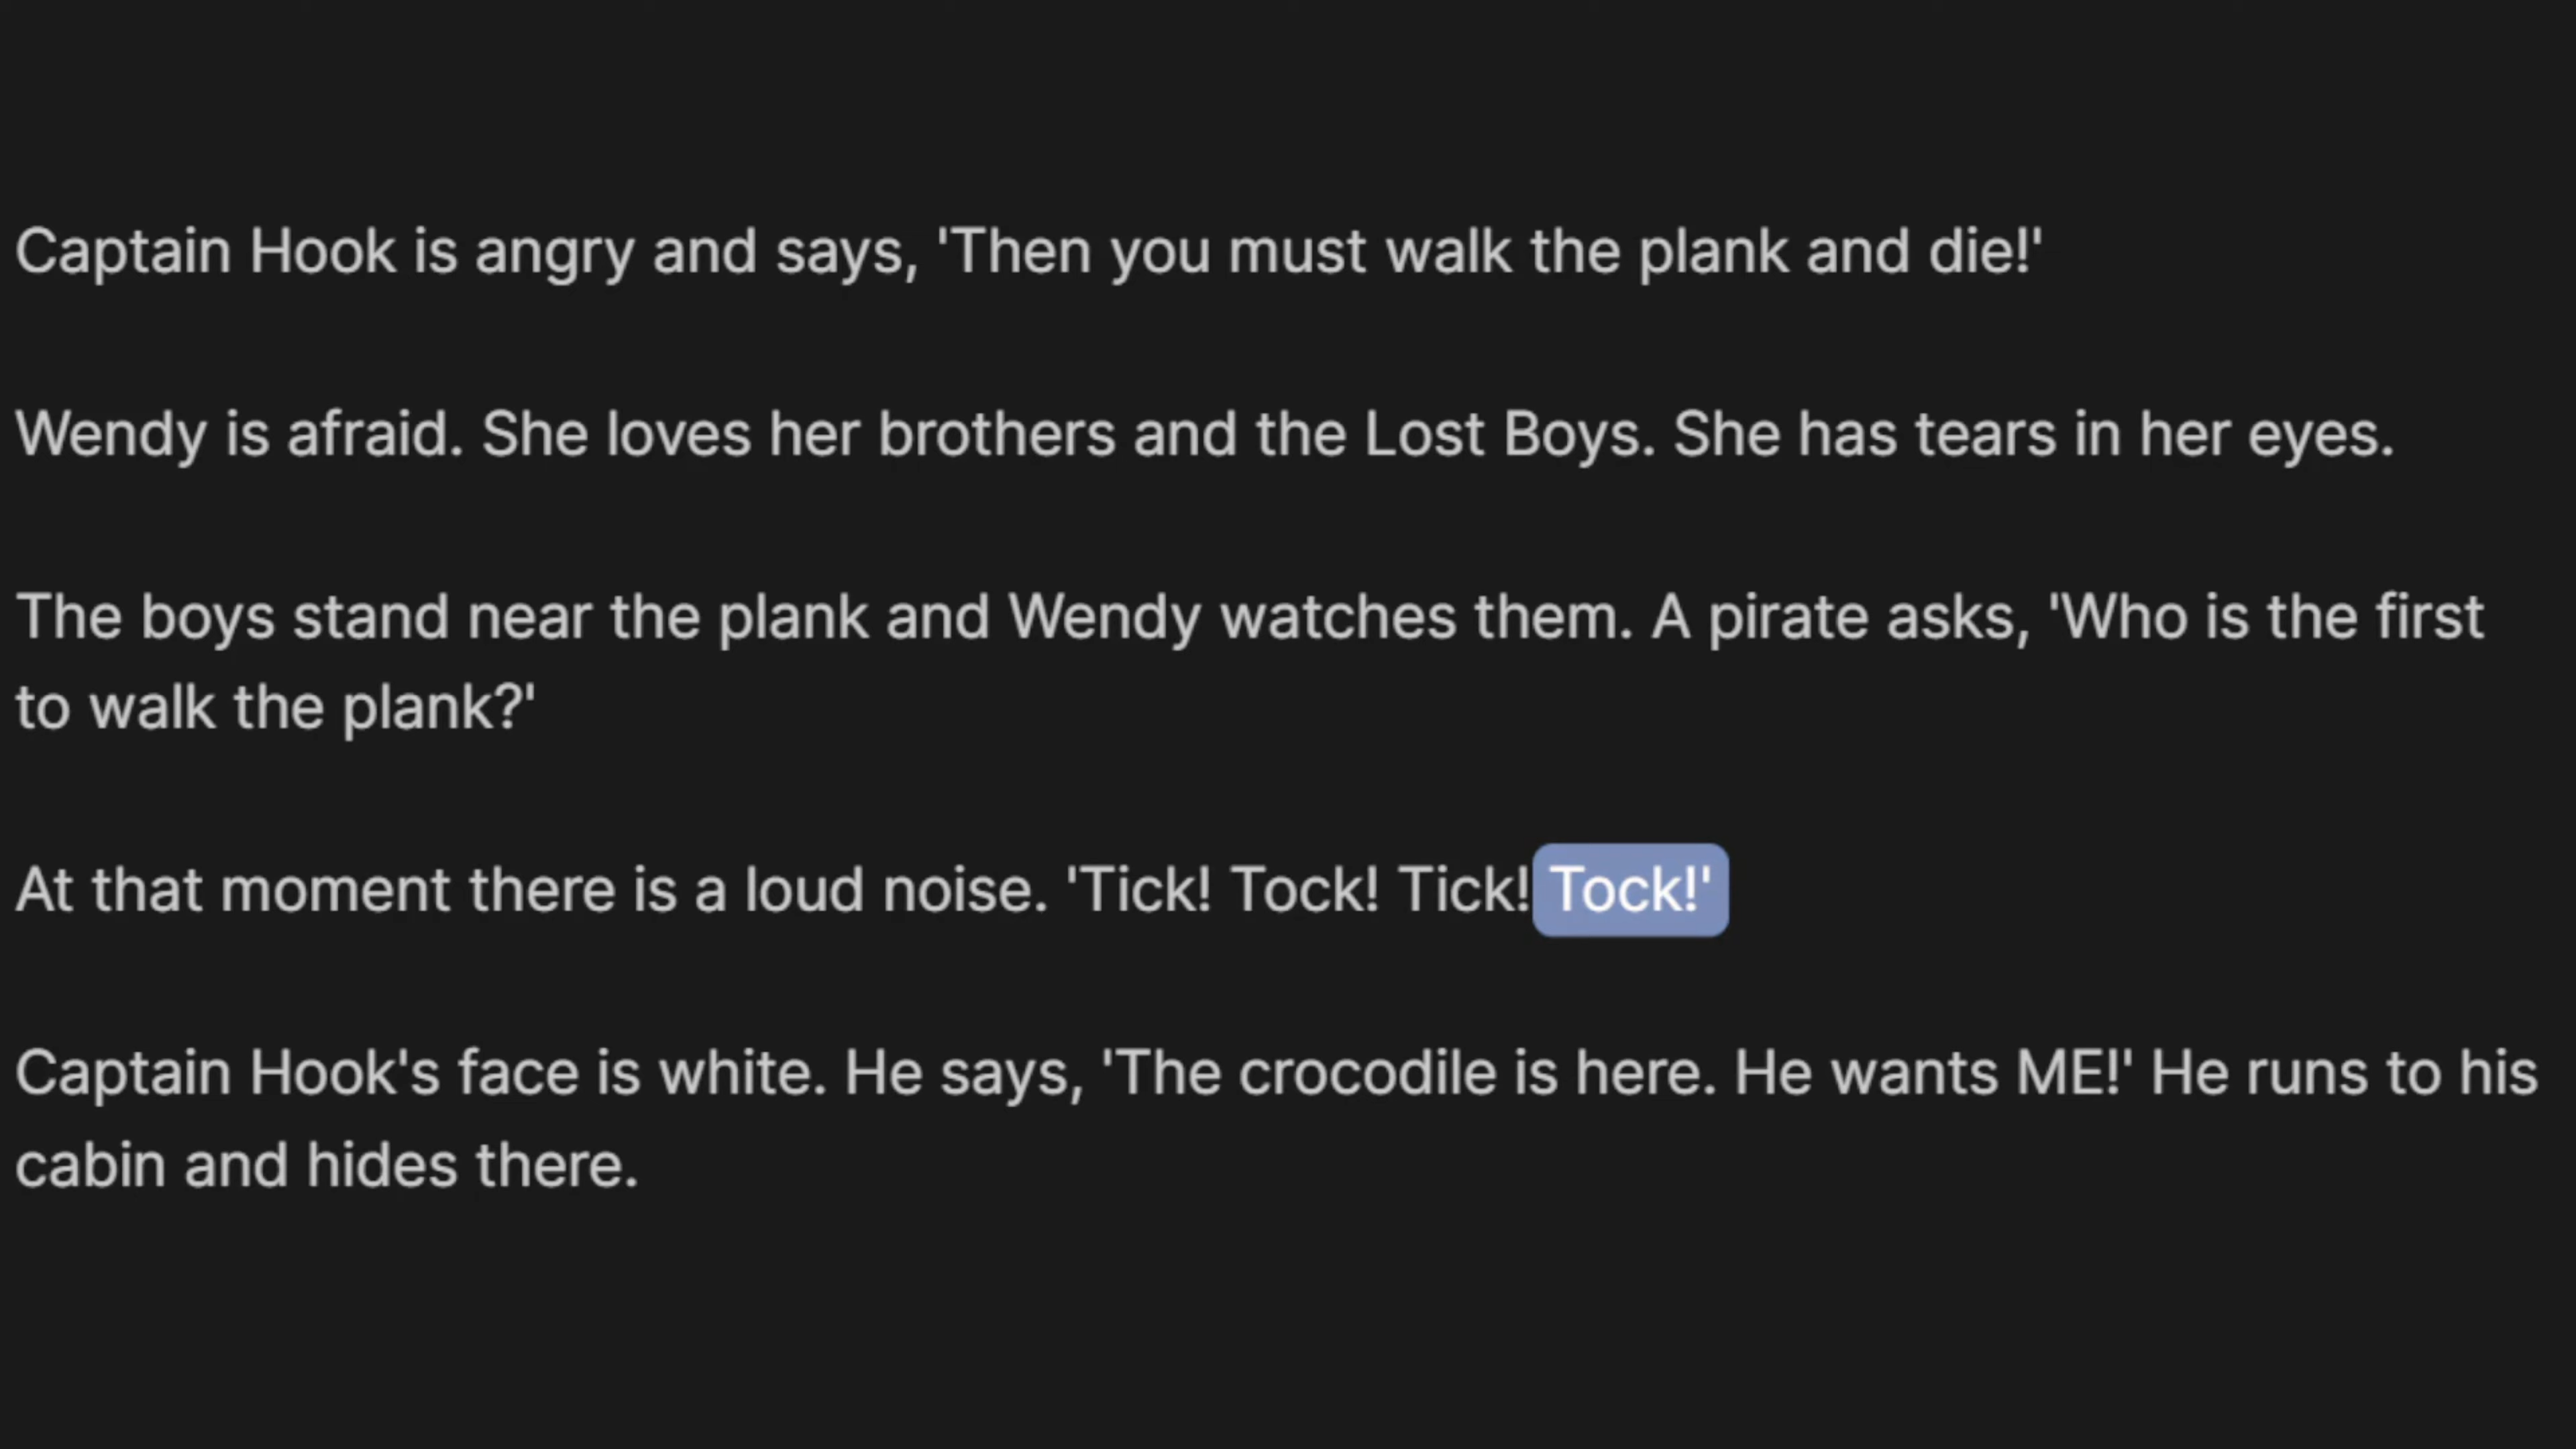 Captain Hook is angry and says, 'Then you must walk the plank and die!'
Wendy is afraid. She loves her brothers and the Lost Boys. She has tears in her eyes.
The boys stand near the plank and Wendy watches them. A pirate asks, 'Who is the first
to walk the plank?'
At that moment there is a loud noise. 'Tick! Tock! Tick! Tock!'
Captain Hook's face is white. He says, 'The crocodile is here. He wants ME!' He runs to his
cabin and hides there.